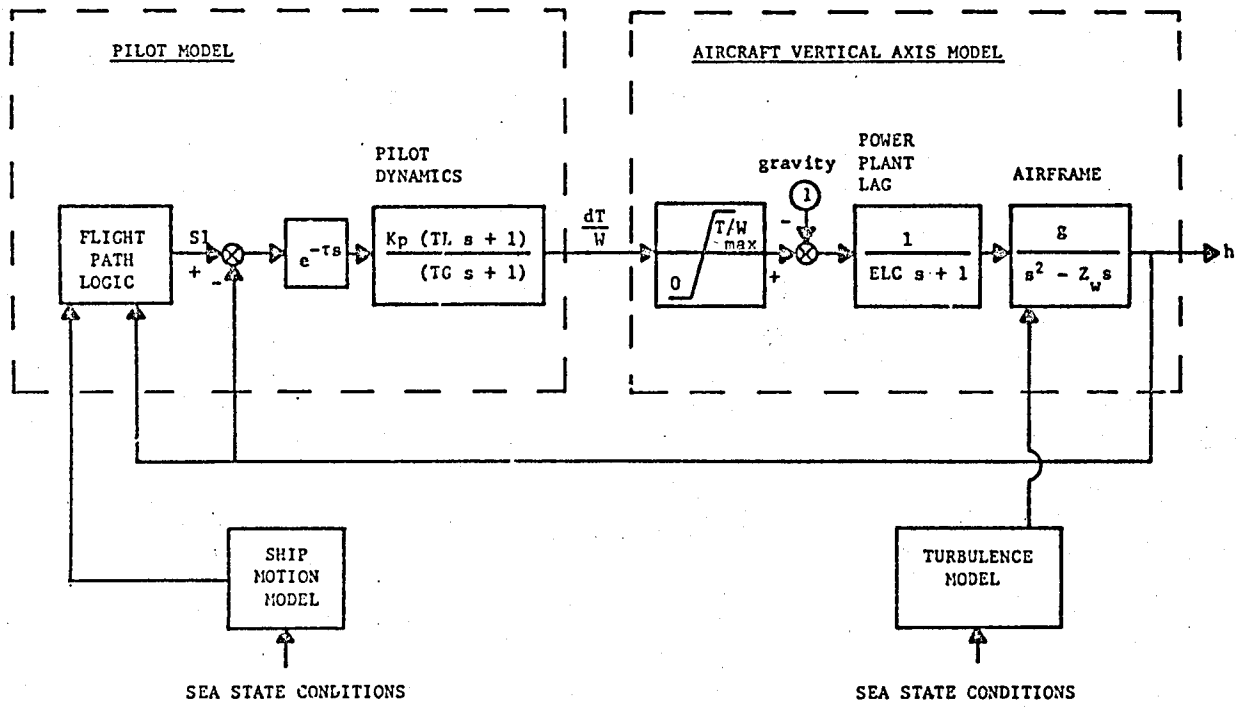 PILOT MODEL
AIRCRAFT VERTICAL AXIS MODEL
PILOT
DYNAMICS
gravity
1
POWER
PLANT
LAG
AIRFRAME
FLIGHT
PATH
LOGIC
S1
+
-
e^{-τs}
Kp (TL s + 1)
(TG s + 1)
dT
W
T/W
max
0
+
-
1
ELC s + 1
g
s² - Z_w s
h
SHIP
MOTION
MODEL
TURBULENCE
MODEL
SEA STATE CONDITIONS
SEA STATE CONDITIONS